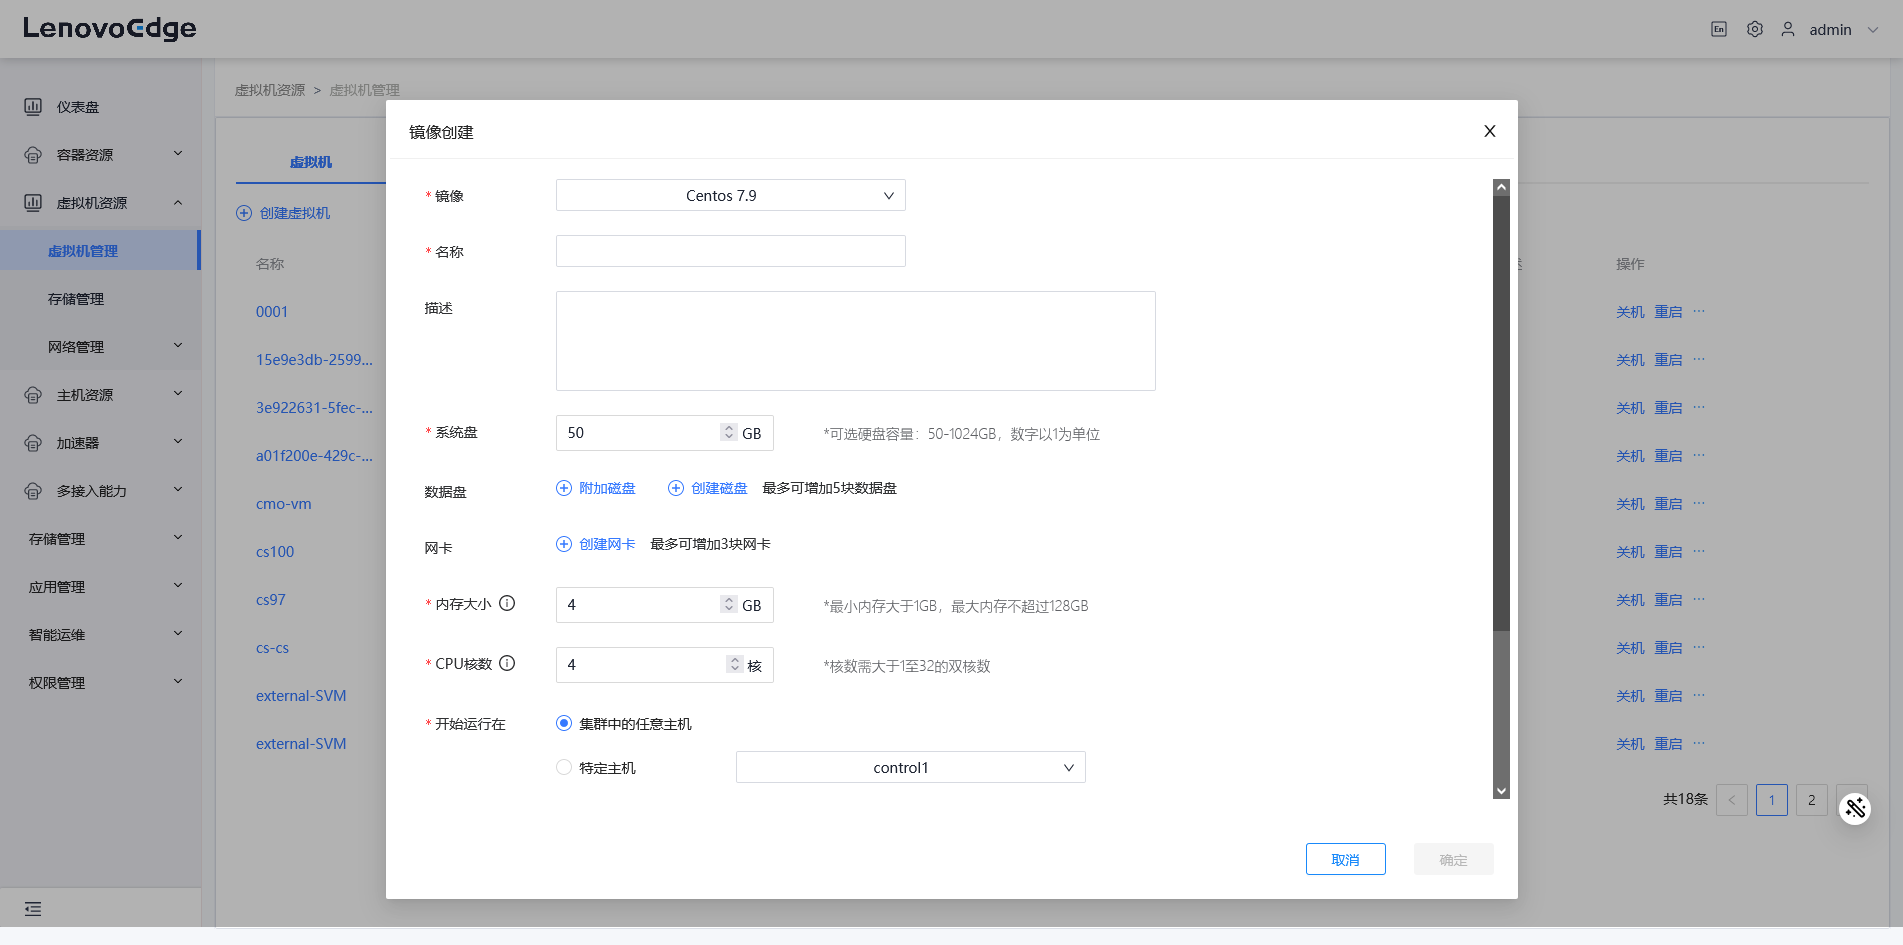 LenovoEdge
En
admin
仪表盘
容器资源
虚拟机资源
虚拟机管理
存储管理
网络管理
主机资源
加速器
多接入能力
存储管理
应用管理
智能运维
权限管理
虚拟机资源 > 虚拟机管理
虚拟机
创建虚拟机
名称
操作
0001
关机 重启 ···
15e9e3db-2599...
关机 重启 ···
3e922631-5fec-...
关机 重启 ···
a01f200e-429c-...
关机 重启 ···
cmo-vm
关机 重启 ···
cs100
关机 重启 ···
cs97
关机 重启 ···
cs-cs
关机 重启 ···
external-SVM
关机 重启 ···
external-SVM
关机 重启 ···
共18条 < 1 2
镜像创建
X
*镜像 Centos 7.9
*名称
描述
*系统盘 50 GB *可选硬盘容量：50-1024GB，数字以1为单位
数据盘 附加磁盘 创建磁盘 最多可增加5块数据盘
网卡 创建网卡 最多可增加3块网卡
*内存大小 4 GB *最小内存大于1GB，最大内存不超过128GB
*CPU核数 4 核 *核数需大于1至32的双核数
*开始运行在 集群中的任意主机
特定主机 control1
取消 确定